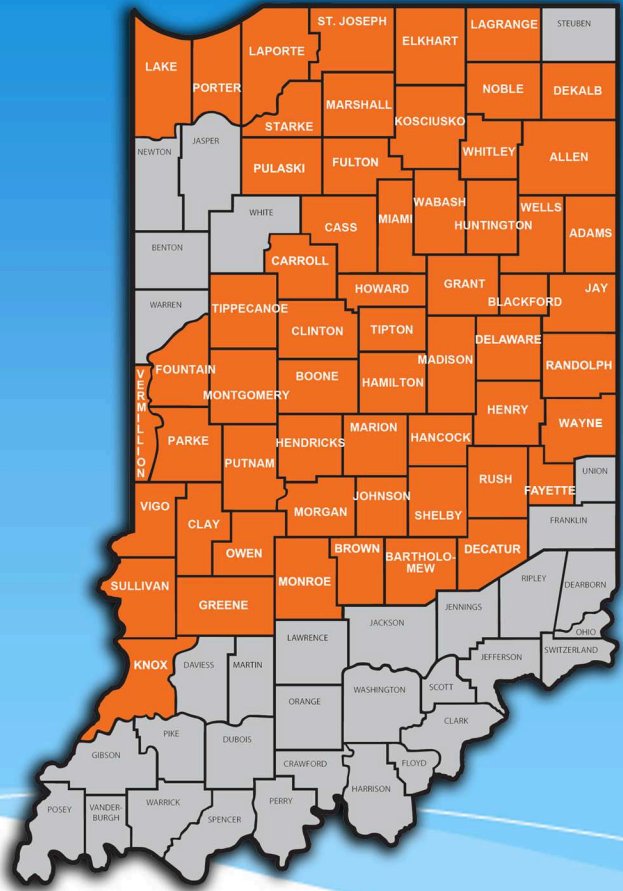 ST. JOSEPH
LAGRANGE
STEUBEN
LAPORTE
ELKHART
LAKE
PORTER
NOBLE
DEKALB
MARSHALL
KOSCIUSKO
STARKE
JASPER
NEWTON
WHITLEY
ALLEN
FULTON
PULASKI
WABASH
WELLS
WHITE
MIAMI
HUNTINGTON
CASS
ADAMS
BENTON
CARROLL
GRANT
HOWARD
JAY
BLACKFORD
WARREN
TIPPECANOE
CLINTON
TIPTON
DELAWARE
MADISON
RANDOLPH
FOUNTAIN
VERMILLION
BOONE
HAMILTON
MONTGOMERY
HENRY
WAYNE
MARION
HANCOCK
PARKE
HENDRICKS
PUTNAM
UNION
RUSH
FAYETTE
JOHNSON
VIGO
MORGAN
SHELBY
FRANKLIN
CLAY
BROWN
DECATUR
OWEN
BARTHOLO-
MEW
RIPLEY
MONROE
SULLIVAN
DEARBORN
GREENE
JENNINGS
JACKSON
OHIO
LAWRENCE
SWITZERLAND
JEFFERSON
KNOX
DAVIESS
MARTIN
SCOTT
WASHINGTON
ORANGE
CLARK
PIKE
DUBOIS
GIBSON
CRAWFORD
FLOYD
HARRISON
PERRY
WARRICK
POSEY
VANDER-
BURGH
SPENCER